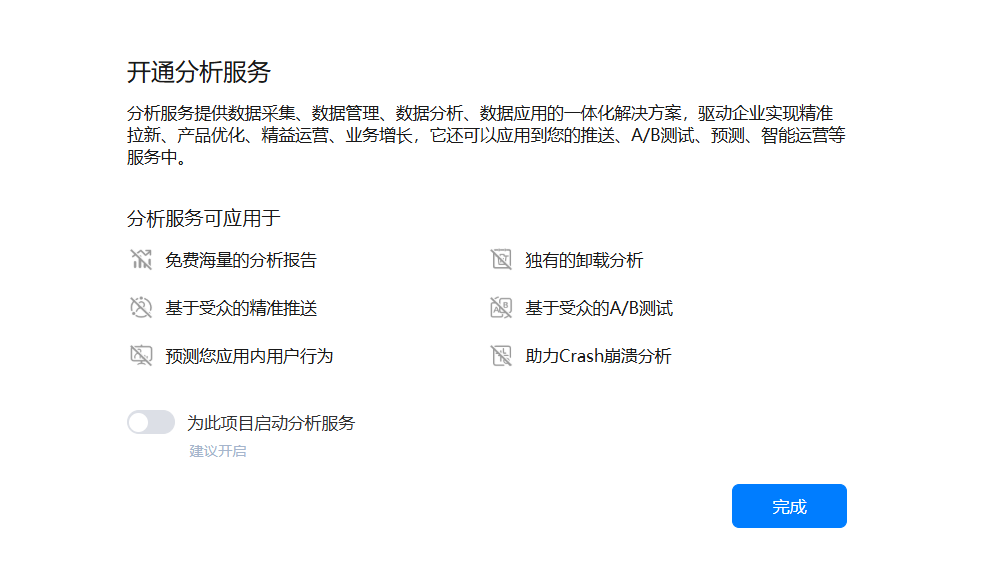 开通分析服务
分析服务提供数据采集、数据管理、数据分析、数据应用的一体化解决方案，驱动企业实现精准
拉新、产品优化、精益运营、业务增长，它还可以应用到您的推送、A/B测试、预测、智能运营等
服务中。
分析服务可应用于
免费海量的分析报告
独有的卸载分析
基于受众的精准推送
基于受众的A/B测试
预测您应用内用户行为
助力Crash崩溃分析
为此项目启动分析服务
建议开启
完成